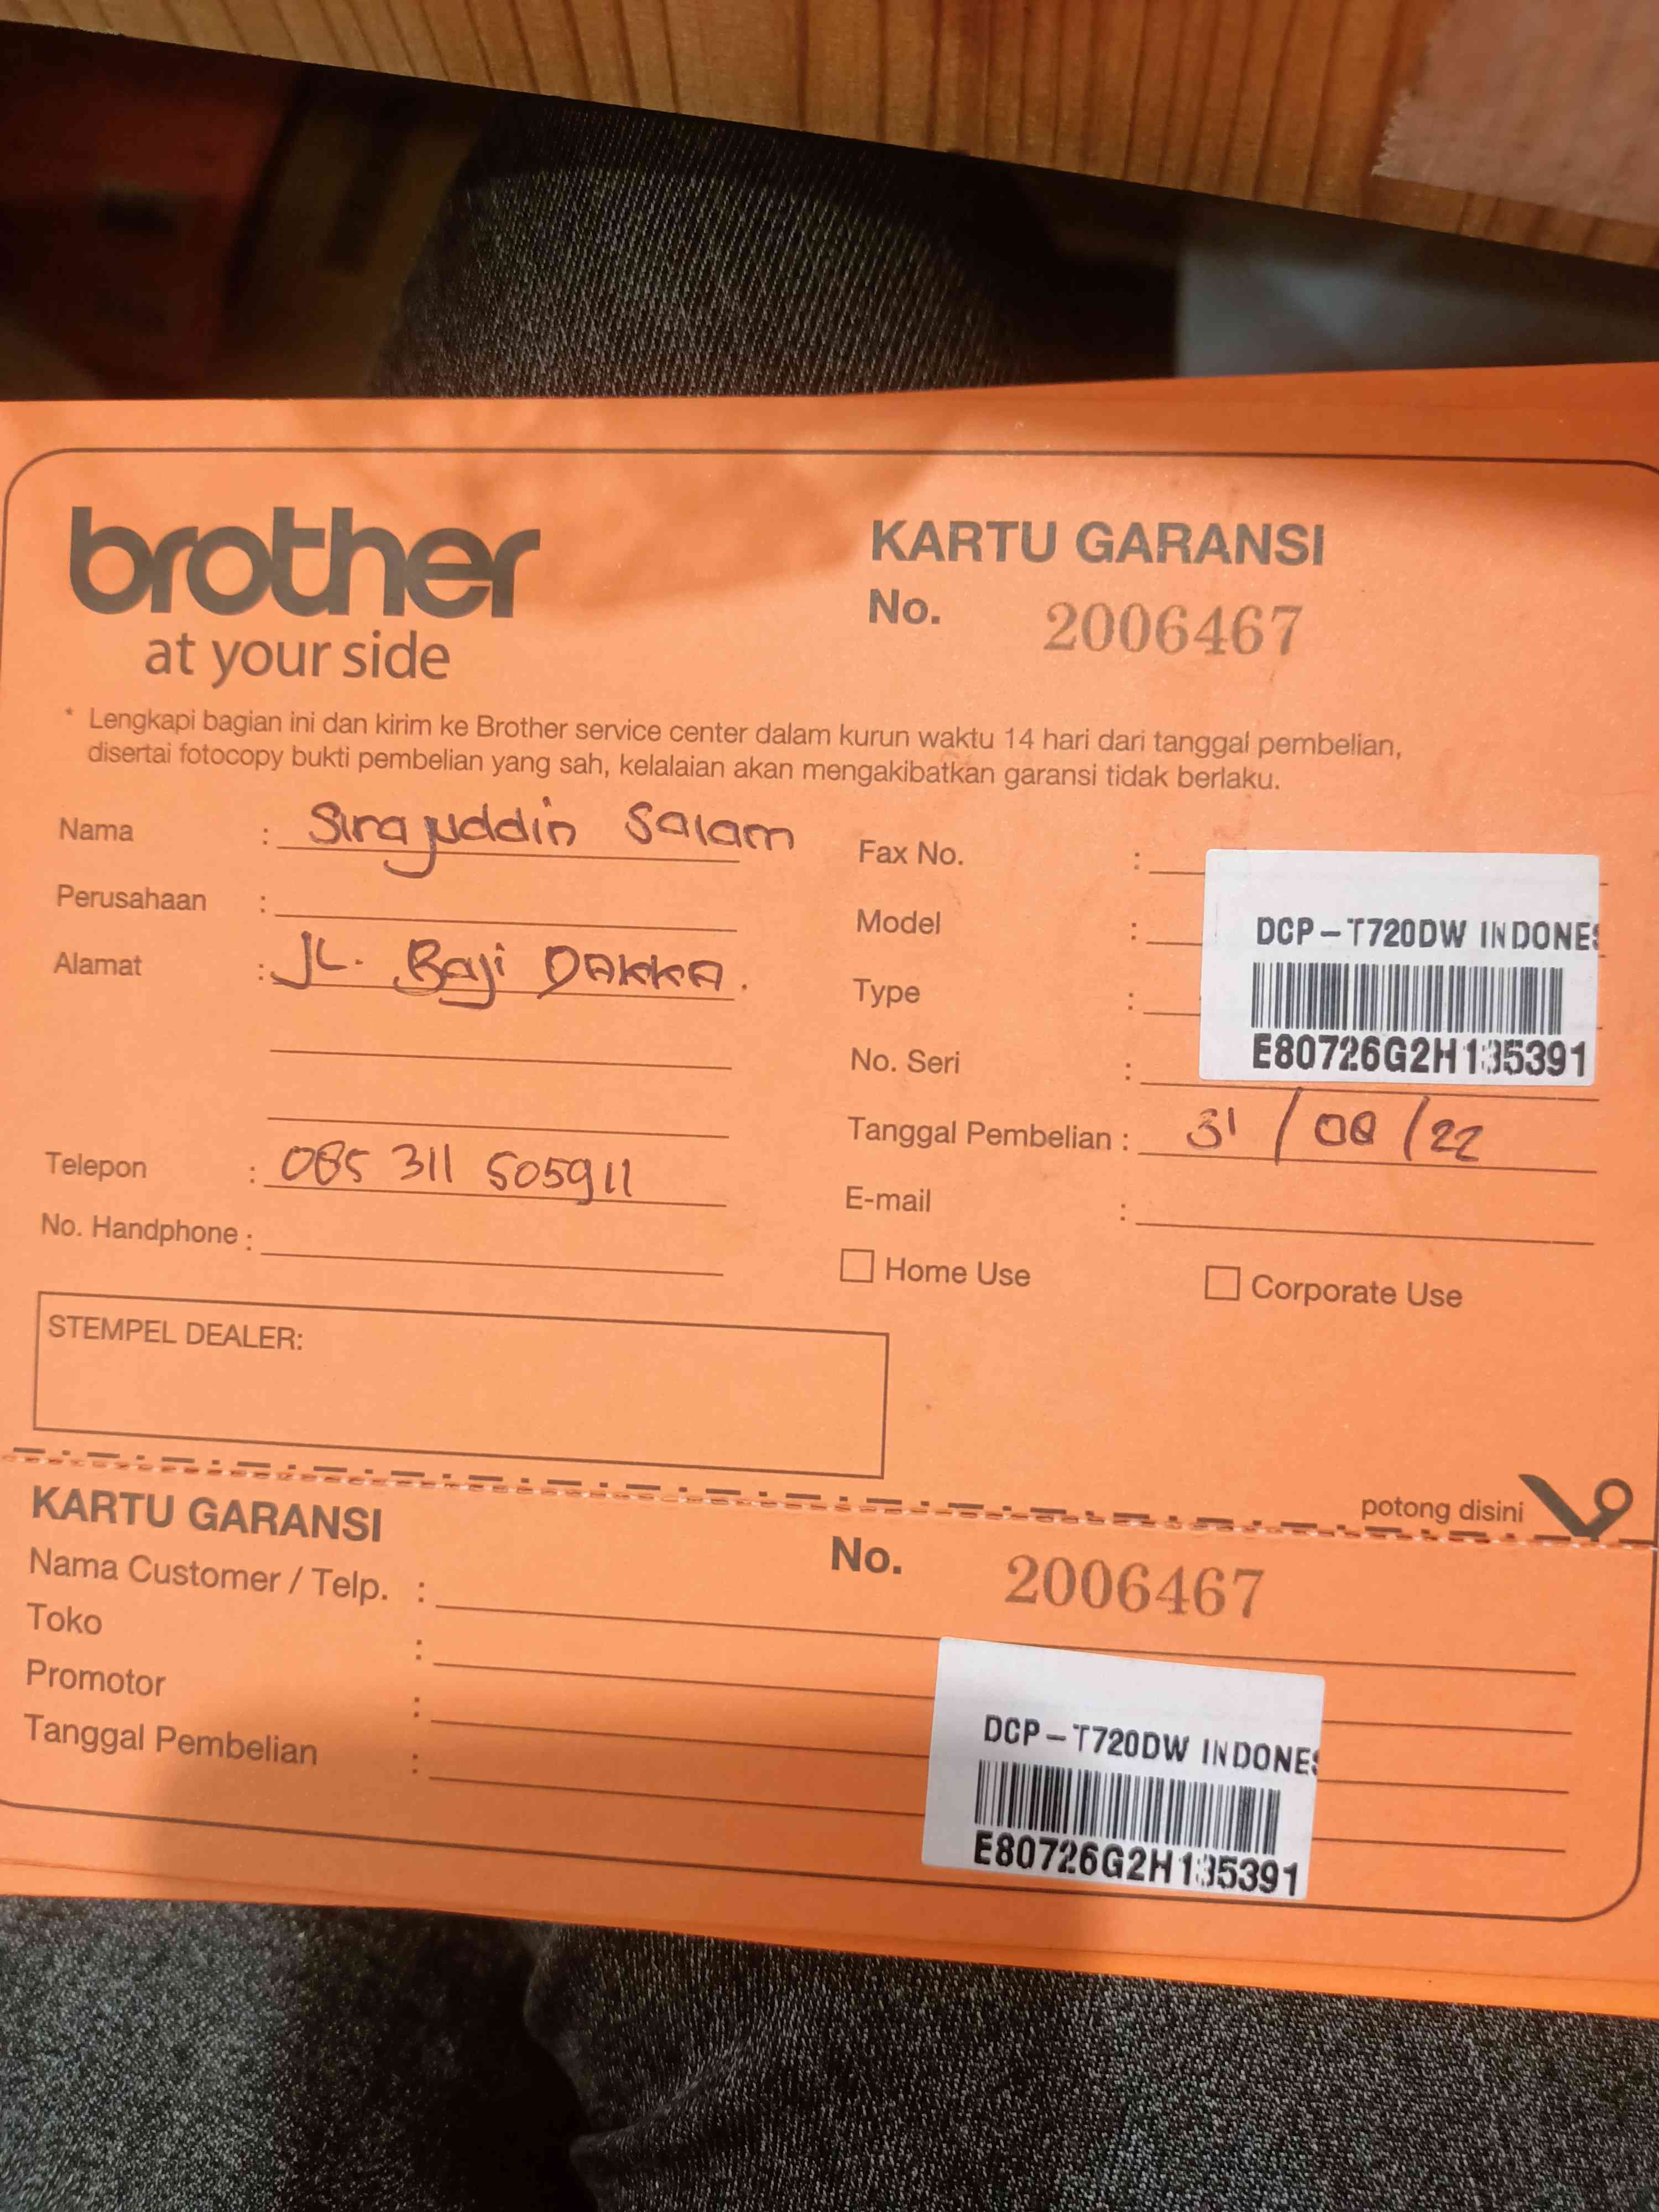 brother
at your side
KARTU GARANSI
No. 2006467
* Lengkapi bagian ini dan kirim ke Brother service center dalam kurun waktu 14 hari dari tanggal pembelian,
disertai fotocopy bukti pembelian yang sah, kelalaian akan mengakibatkan garansi tidak berlaku.
Nama : Sirajuddin Salam
Perusahaan :
Alamat : JL. Baji DAKKA.
Telepon : 085 311 505911
No. Handphone :
Fax No. :
Model :
Type :
No. Seri :
DCP-T720DW INDONES
E80726G2H135391
Tanggal Pembelian : 31 / 08 / 22
E-mail :
Home Use
Corporate Use
STEMPEL DEALER:
potong disini
KARTU GARANSI
No. 2006467
Nama Customer / Telp. :
Toko :
Promotor :
Tanggal Pembelian :
DCP-T720DW INDONES
E80726G2H135391